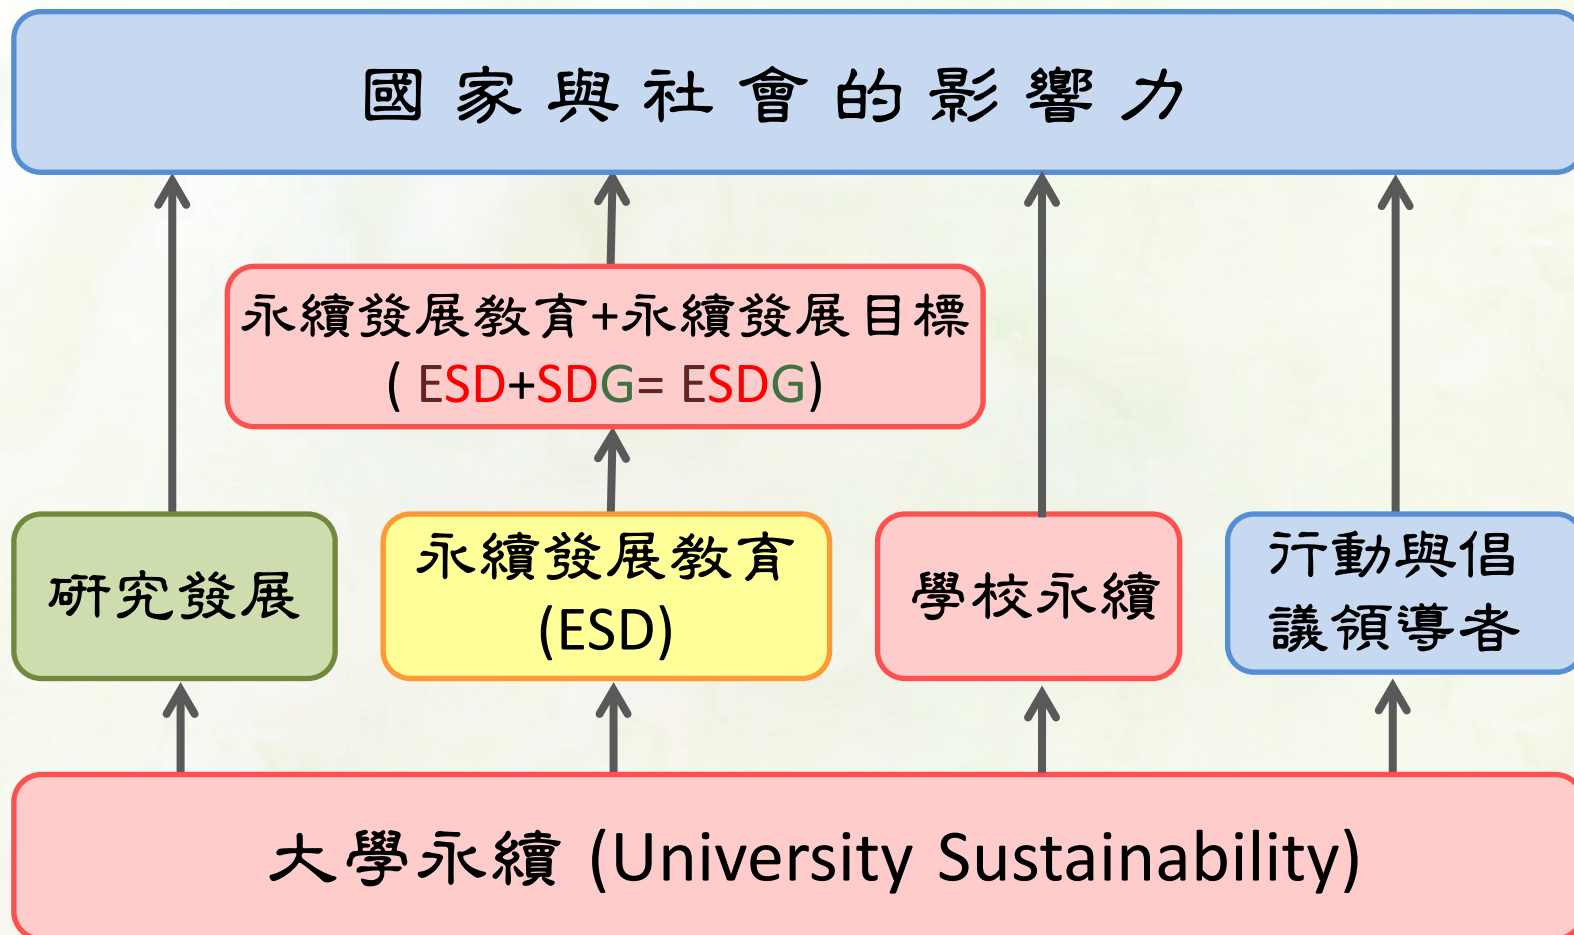 國家與社會的影響力
永續發展教育+永續發展目標
( ESD+SDG= ESDG)
研究發展
永續發展教育
(ESD)
學校永續
行動與倡
議領導者
大學永續 (University Sustainability)